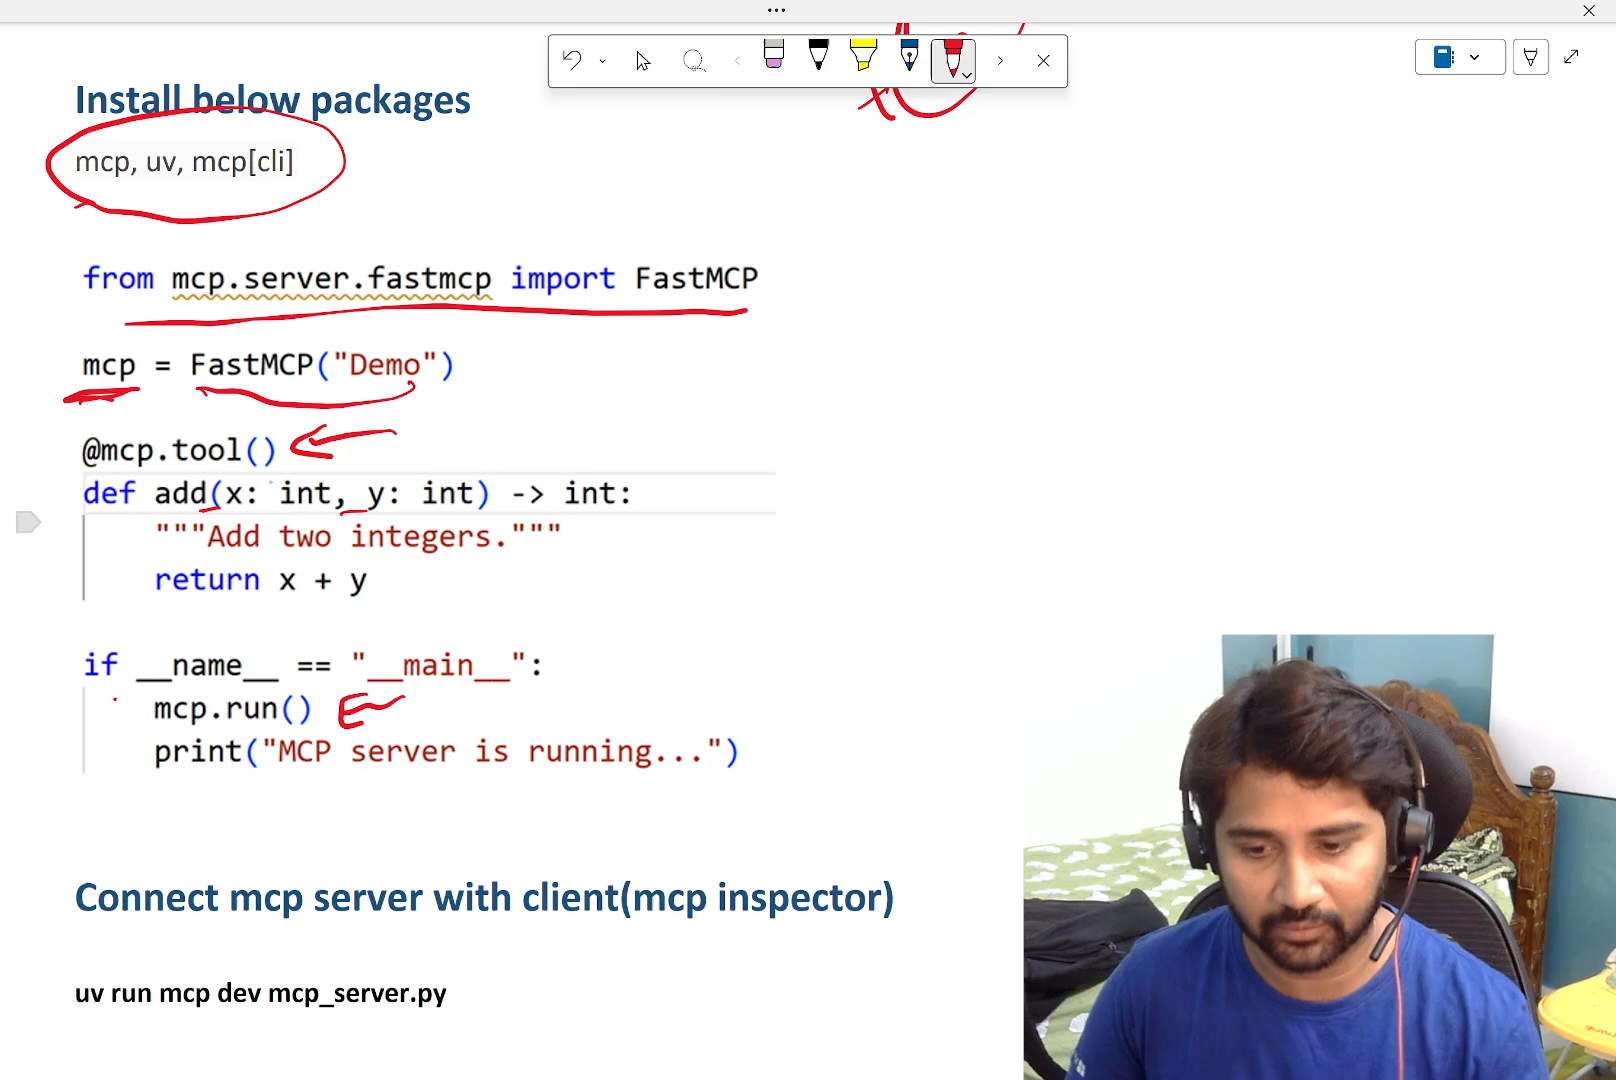 Install below packages
mcp, uv, mcp[cli]
from mcp.server.fastmcp import FastMCP
mcp = FastMCP("Demo")
@mcp.tool()
def add(x: int, y: int) -> int:
"""Add two integers."""
return x + y
if __name__ == "__main__":
mcp.run()
print("MCP server is running...")
Connect mcp server with client(mcp inspector)
uv run mcp dev mcp_server.py